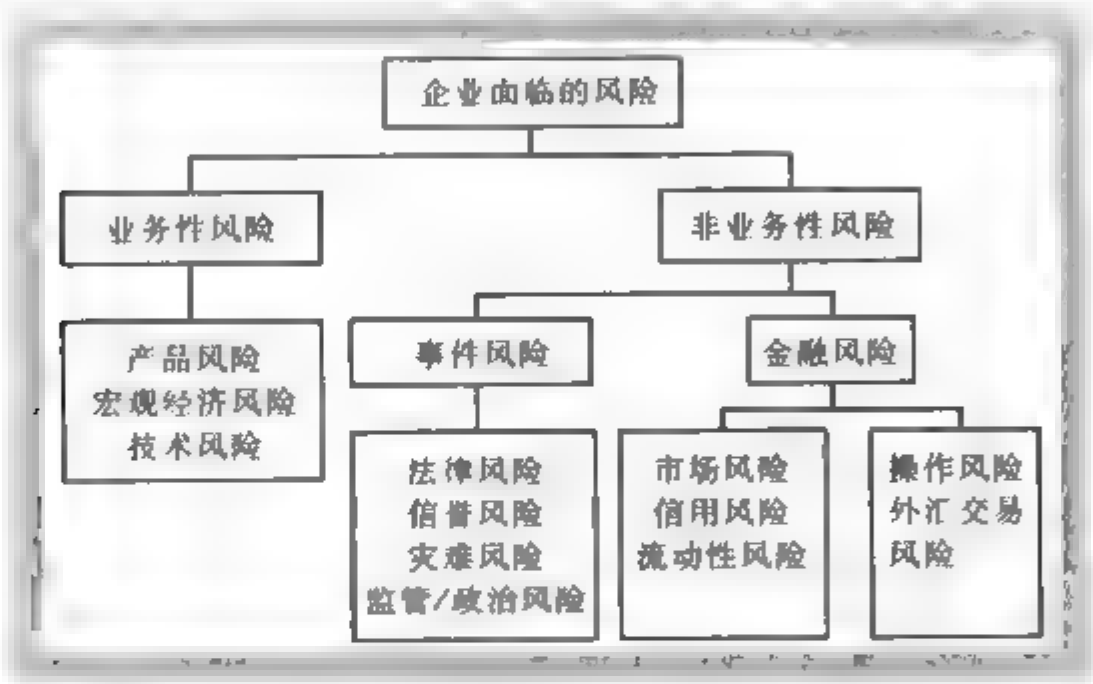 企业面临的风险
业务性风险
非业务性风险
产品风险
宏观经济风险
技术风险
事件风险
金融风险
法律风险
信誉风险
灾难风险
监管/政治风险
市场风险
信用风险
流动性风险
操作风险
外汇交易
风险